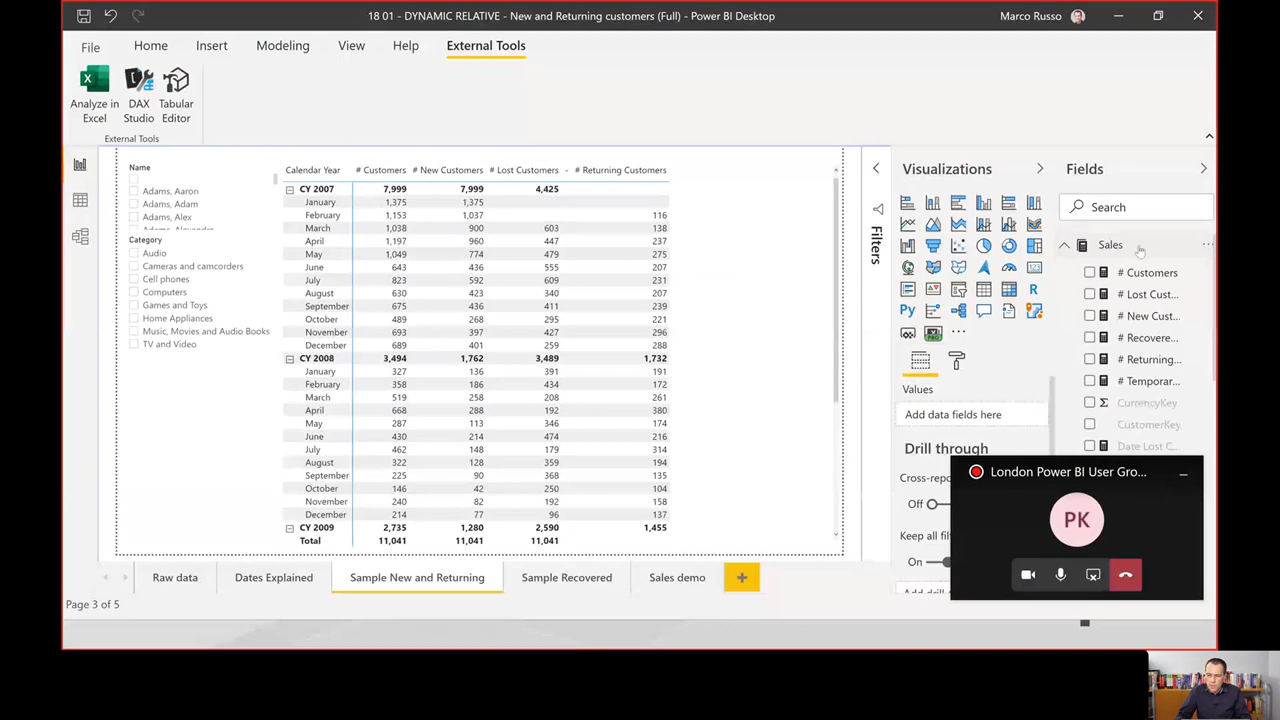 18 01 - DYNAMIC RELATIVE - New and Returning customers (Full) - Power BI Desktop
Marco Russo
File Home Insert Modeling View Help External Tools
Analyze in Excel
DAX Studio
Tabular Editor
External Tools
Name
Adams, Aaron
Adams, Adam
Adams, Alex
Adams, Alexandra
Category
Audio
Cameras and camcorders
Cell phones
Computers
Games and Toys
Home Appliances
Music, Movies and Audio Books
TV and Video
Calendar Year # Customers # New Customers # Lost Customers # Returning Customers
CY 2007 7,999 7,999 4,425
January 1,375 1,375
February 1,153 1,037 116
March 1,038 900 603 138
April 1,197 960 447 237
May 1,049 774 479 275
June 643 436 555 207
July 823 592 609 231
August 630 423 340 207
September 675 436 411 239
October 489 268 295 221
November 693 397 427 296
December 689 401 259 288
CY 2008 3,494 1,762 3,489 1,732
January 327 136 391 191
February 358 186 434 172
March 519 258 208 261
April 668 288 192 380
May 287 113 346 174
June 430 214 474 216
July 462 148 179 314
August 322 128 359 194
September 225 90 368 135
October 146 42 250 104
November 240 82 192 158
December 214 77 96 137
CY 2009 2,735 1,280 2,590 1,455
Total 11,041 11,041 11,041
Filters
Visualizations
R
Py
PRO
123
Values
Add data fields here
Drill through
Cross-repo
Off
Keep all filt
On
Fields
Search
Sales
# Customers
# Lost Cust...
# New Cust...
# Recovere...
# Returning...
# Temporar...
CurrencyKey
CustomerKey
Date Lost C...
London Power BI User Gro...
PK
Raw data
Dates Explained
Sample New and Returning
Sample Recovered
Sales demo
Page 3 of 5